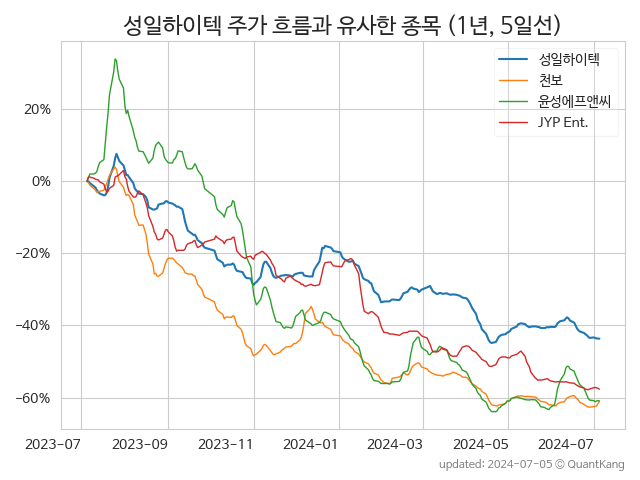 성일하이텍 주가 흐름과 유사한 종목 (1년, 5일선)
성일하이텍
천보
윤성에프앤씨
JYP Ent.
20%
0%
−20%
−40%
−60%
2023-07 2023-09 2023-11 2024-01 2024-03 2024-05 2024-07
updated: 2024-07-05 © QuantKang